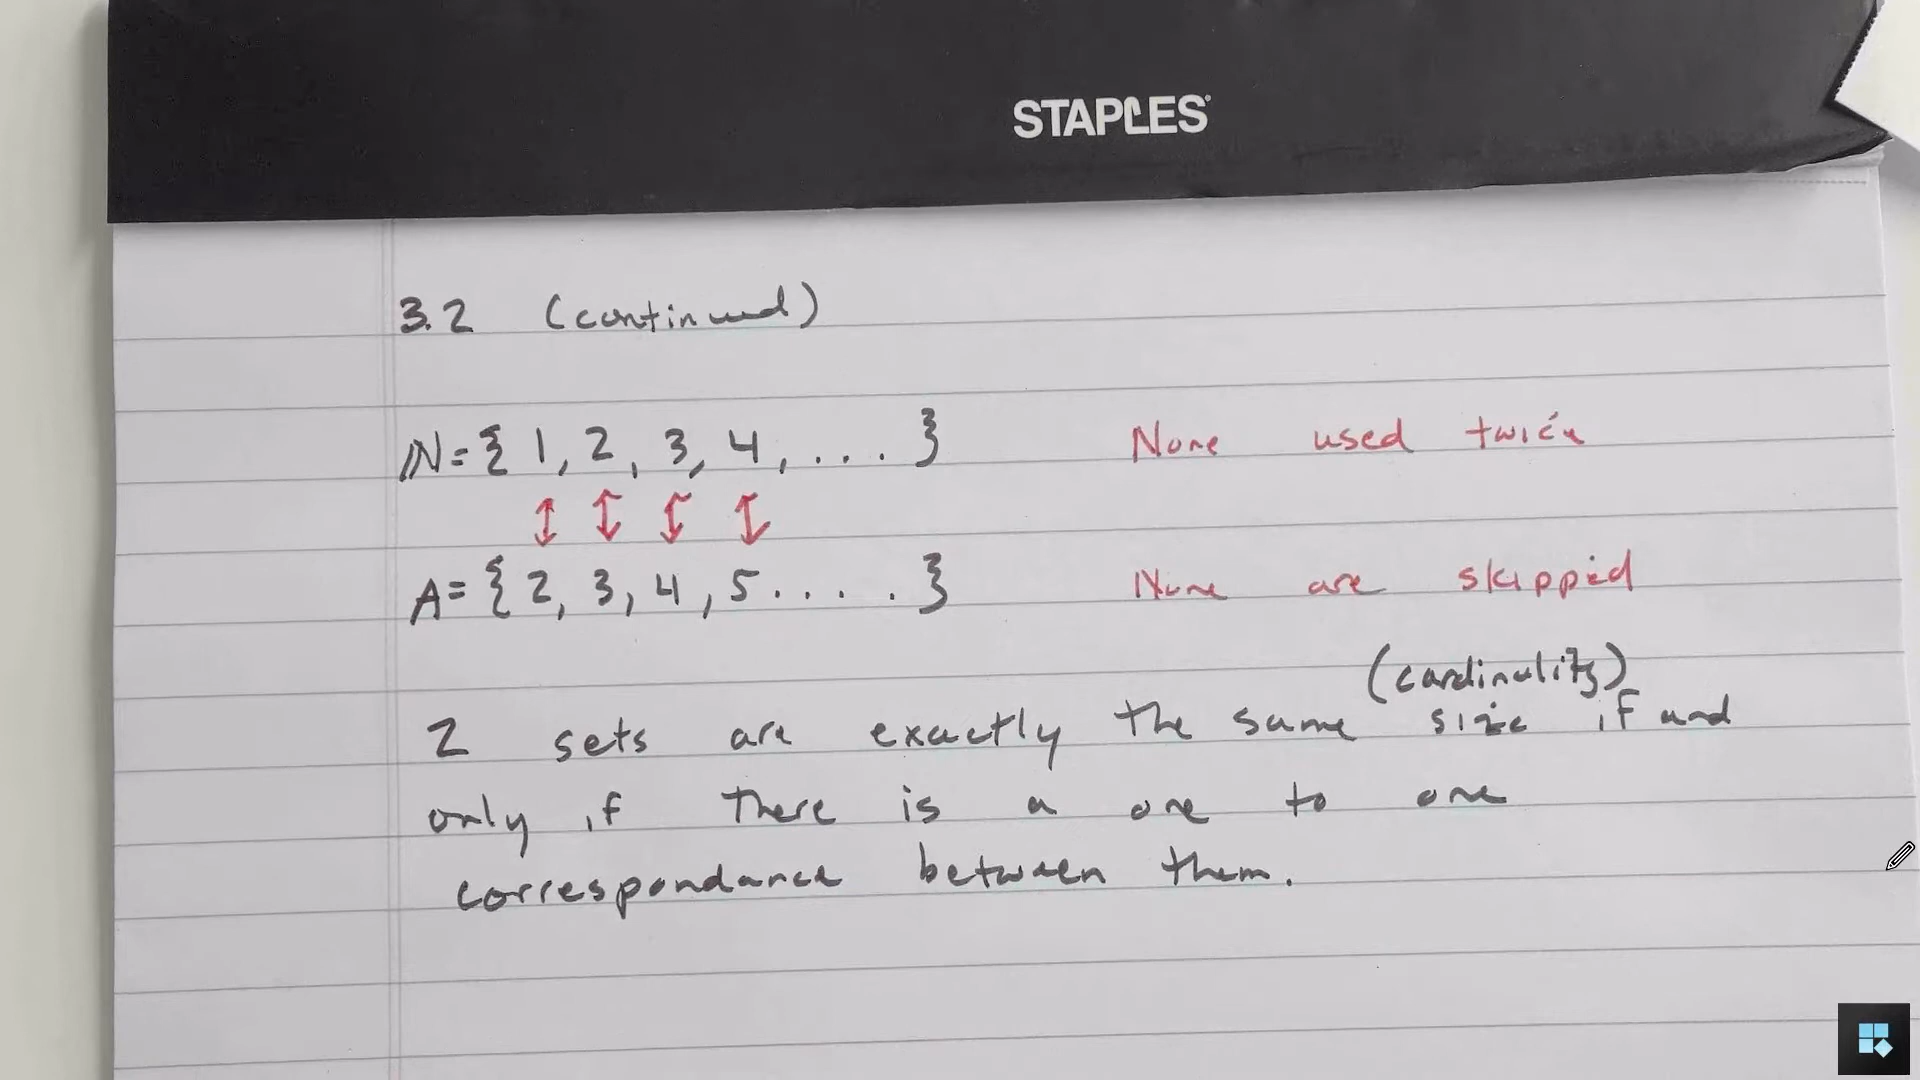 STAPLES
3.2 (continued)
ℕ = { 1, 2, 3, 4, . . . } None used twice
↕ ↕ ↕ ↕
A = { 2, 3, 4, 5 . . . . . } None are skipped
(cardinality)
2 sets are exactly the same size if and
only if there is a one to one
correspondance between them.